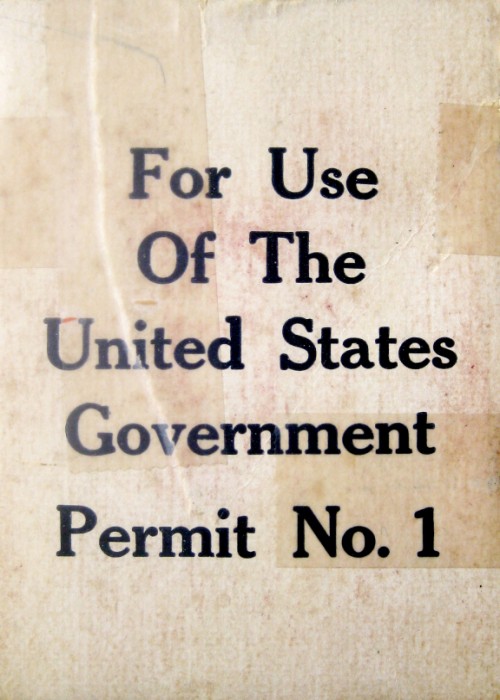 For Use
Of The
United States
Government
Permit No. 1